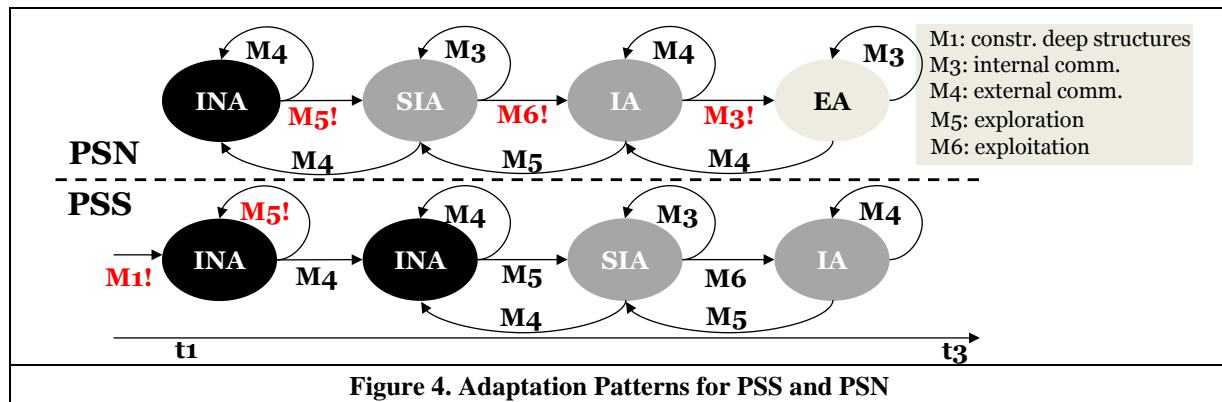 M4 M3 M4 M3
INA SIA IA EA
M5! M6! M3!
M4 M5 M4
PSN
M1: constr. deep structures
M3: internal comm.
M4: external comm.
M5: exploration
M6: exploitation
PSS
M5! M4 M3 M4
INA INA SIA IA
M1! M4 M5 M6
M4 M5
t1 t3
Figure 4. Adaptation Patterns for PSS and PSN